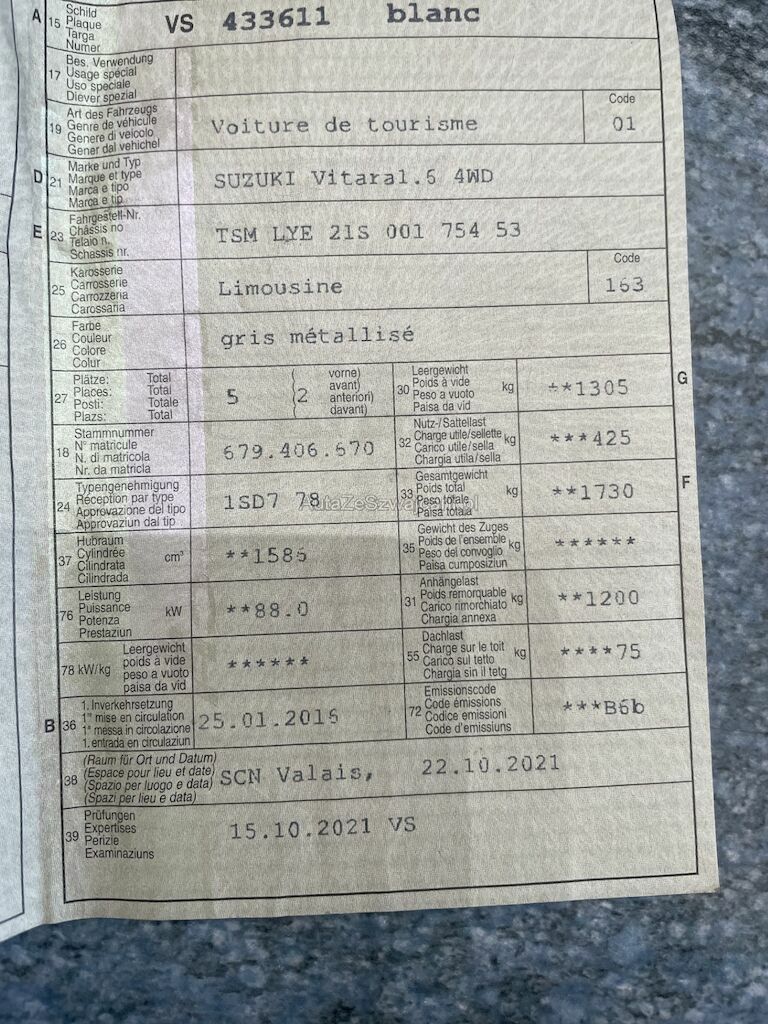 A 15 Schild Plaque Targa Numer VS 433611 blanc
17 Bes. Verwendung Usage spécial Uso speciale Diever spezial
19 Art des Fahrzeugs Genre de véhicule Genere di veicolo Gener dal vehichel Voiture de tourisme Code 01
D 21 Marke und Typ Marque et type Marca e tipo Marca e tip SUZUKI Vitara1.6 4WD
E 23 Fahrgestell-Nr. Châssis no Telaio n. Schassis nr. TSM LYE 21S 001 754 53
25 Karosserie Carrosserie Carrozzeria Carossaria Limousine Code 163
26 Farbe Couleur Colore Colur gris métallisé
27 Plätze: Total Places: Total Posti: Totale Plazs: Total 5 (2 vorne) avant) anteriori) davant)
30 Leergewicht Poids à vide Peso a vuoto Paisa da vid kg **1305 G
18 Stammnummer N° matricule N. di matricola Nr. da matricla 679.406.670
32 Nutz-/Sattellast Charge utile/sellette Carico utile/sella Chargia utila/sella kg ***425
24 Typengenehmigung Réception par type Approvazione del tipo Approvaziun dal tip 1SD7 78
33 Gesamtgewicht Poids total Peso totale Paisa totala kg **1730 F
37 Hubraum Cylindrée Cilindrata Cilindrada cm³ **1586
35 Gewicht des Zuges Poids de l'ensemble Peso del convoglio Paisa cumposiziun kg ******
76 Leistung Puissance Potenza Prestaziun kW **88.0
31 Anhängelast Poids remorquable Carico rimorchiato Chargia annexa kg **1200
78 kW/kg Leergewicht poids à vide peso a vuoto paisa da vid ******
55 Dachlast Charge sur le toit Carico sul tetto Chargia sin il tetg kg ****75
B 36 1. Inverkehrsetzung 1re mise en circulation 1a messa in circolazione 1. entrada en circulaziun 25.01.2016
72 Emissionscode Code émissions Codice emissioni Code d'emissiuns ***B6b
38 (Raum für Ort und Datum) (Espace pour lieu et date) (Spazio per luogo e data) (Spazi per lieu e data) SCN Valais, 22.10.2021
39 Prüfungen Expertises Perizie Examinaziuns 15.10.2021 VS